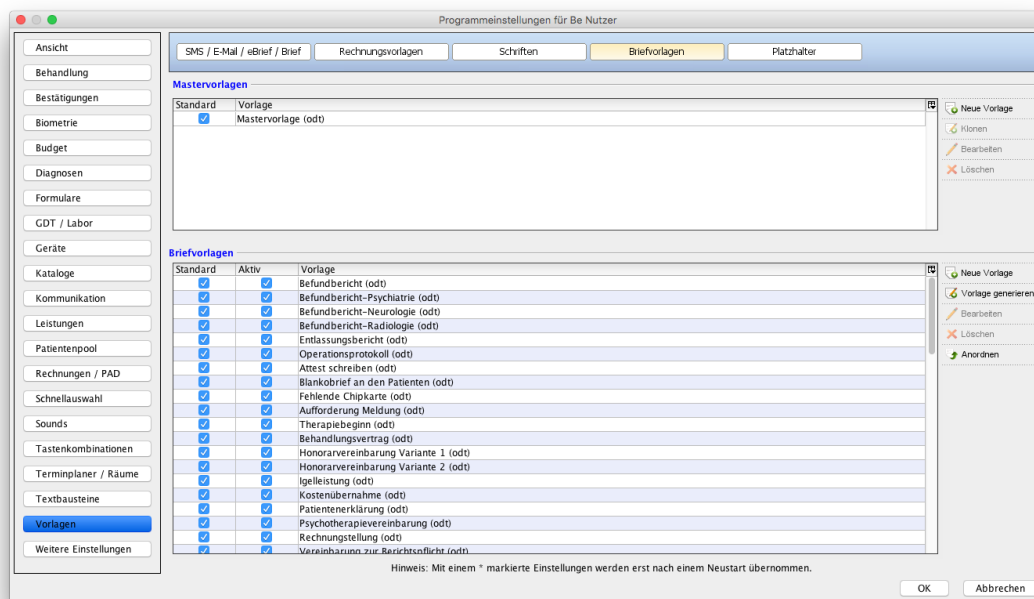 Programmeinstellungen für Be Nutzer
Ansicht
Behandlung
Bestätigungen
Biometrie
Budget
Diagnosen
Formulare
GDT / Labor
Geräte
Kataloge
Kommunikation
Leistungen
Patientenpool
Rechnungen / PAD
Schnellauswahl
Sounds
Tastenkombinationen
Terminplaner / Räume
Textbausteine
Vorlagen
Weitere Einstellungen
SMS / E-Mail / eBrief / Brief Rechnungsvorlagen Schriften Briefvorlagen Platzhalter
Mastervorlagen
Standard Vorlage
Mastervorlage (odt)
Neue Vorlage
Klonen
Bearbeiten
Löschen
Briefvorlagen
Standard Aktiv Vorlage
Befundbericht (odt)
Befundbericht-Psychiatrie (odt)
Befundbericht-Neurologie (odt)
Befundbericht-Radiologie (odt)
Entlassungsbericht (odt)
Operationsprotokoll (odt)
Attest schreiben (odt)
Blankobrief an den Patienten (odt)
Fehlende Chipkarte (odt)
Aufforderung Meldung (odt)
Therapiebeginn (odt)
Behandlungsvertrag (odt)
Honorarvereinbarung Variante 1 (odt)
Honorarvereinbarung Variante 2 (odt)
Igelleistung (odt)
Kostenübernahme (odt)
Patientenerklärung (odt)
Psychotherapievereinbarung (odt)
Rechnungstellung (odt)
Vereinbarung zur Berichtspflicht (odt)
Neue Vorlage
Vorlage generieren
Bearbeiten
Löschen
Anordnen
Hinweis: Mit einem * markierte Einstellungen werden erst nach einem Neustart übernommen.
OK Abbrechen